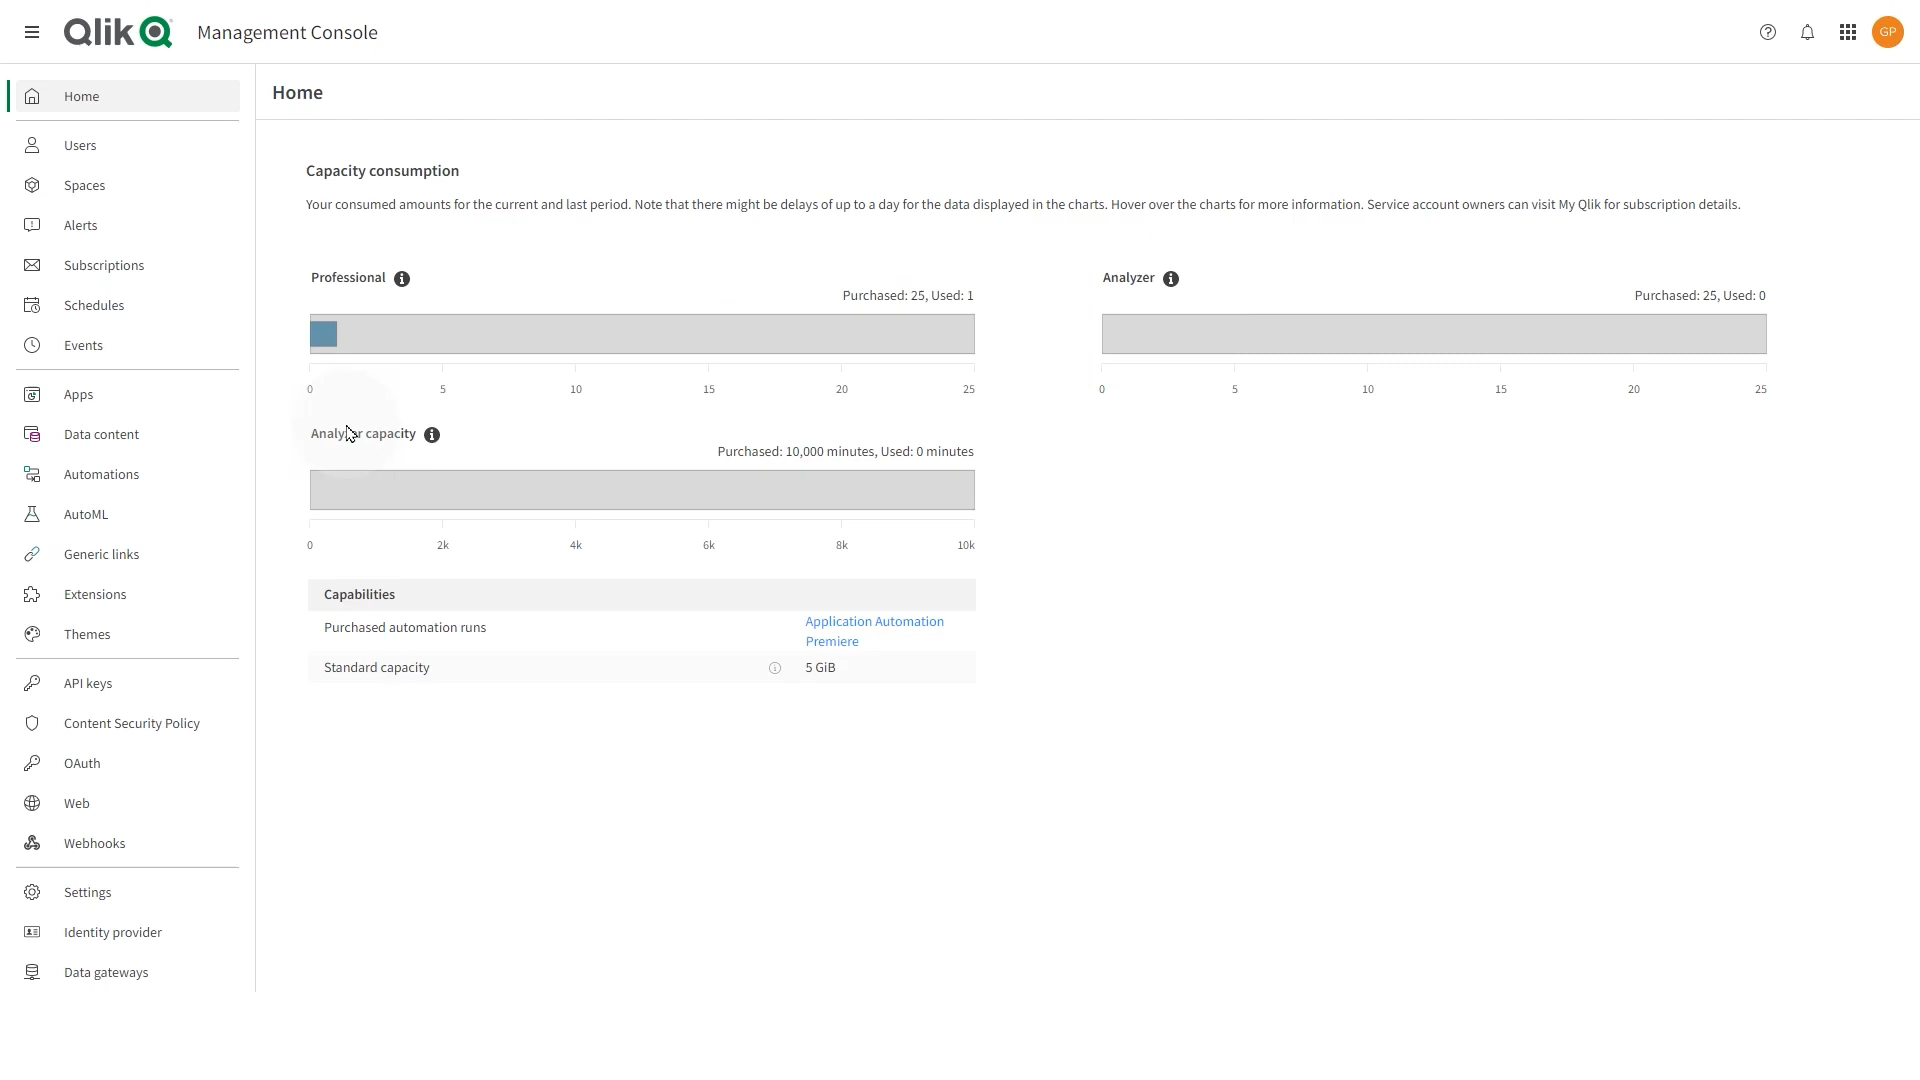 Qlik
Management Console
GP
Home
Users
Spaces
Alerts
Subscriptions
Schedules
Events
Apps
Data content
Automations
AutoML
Generic links
Extensions
Themes
API keys
Content Security Policy
OAuth
Web
Webhooks
Settings
Identity provider
Data gateways
Home
Capacity consumption
Your consumed amounts for the current and last period. Note that there might be delays of up to a day for the data displayed in the charts. Hover over the charts for more information. Service account owners can visit My Qlik for subscription details.
Professional
Purchased: 25, Used: 1
0 5 10 15 20 25
Analyzer
Purchased: 25, Used: 0
0 5 10 15 20 25
Analyzer capacity
Purchased: 10,000 minutes, Used: 0 minutes
0 2k 4k 6k 8k 10k
Capabilities
Purchased automation runs
Application Automation
Premiere
Standard capacity 5 GiB